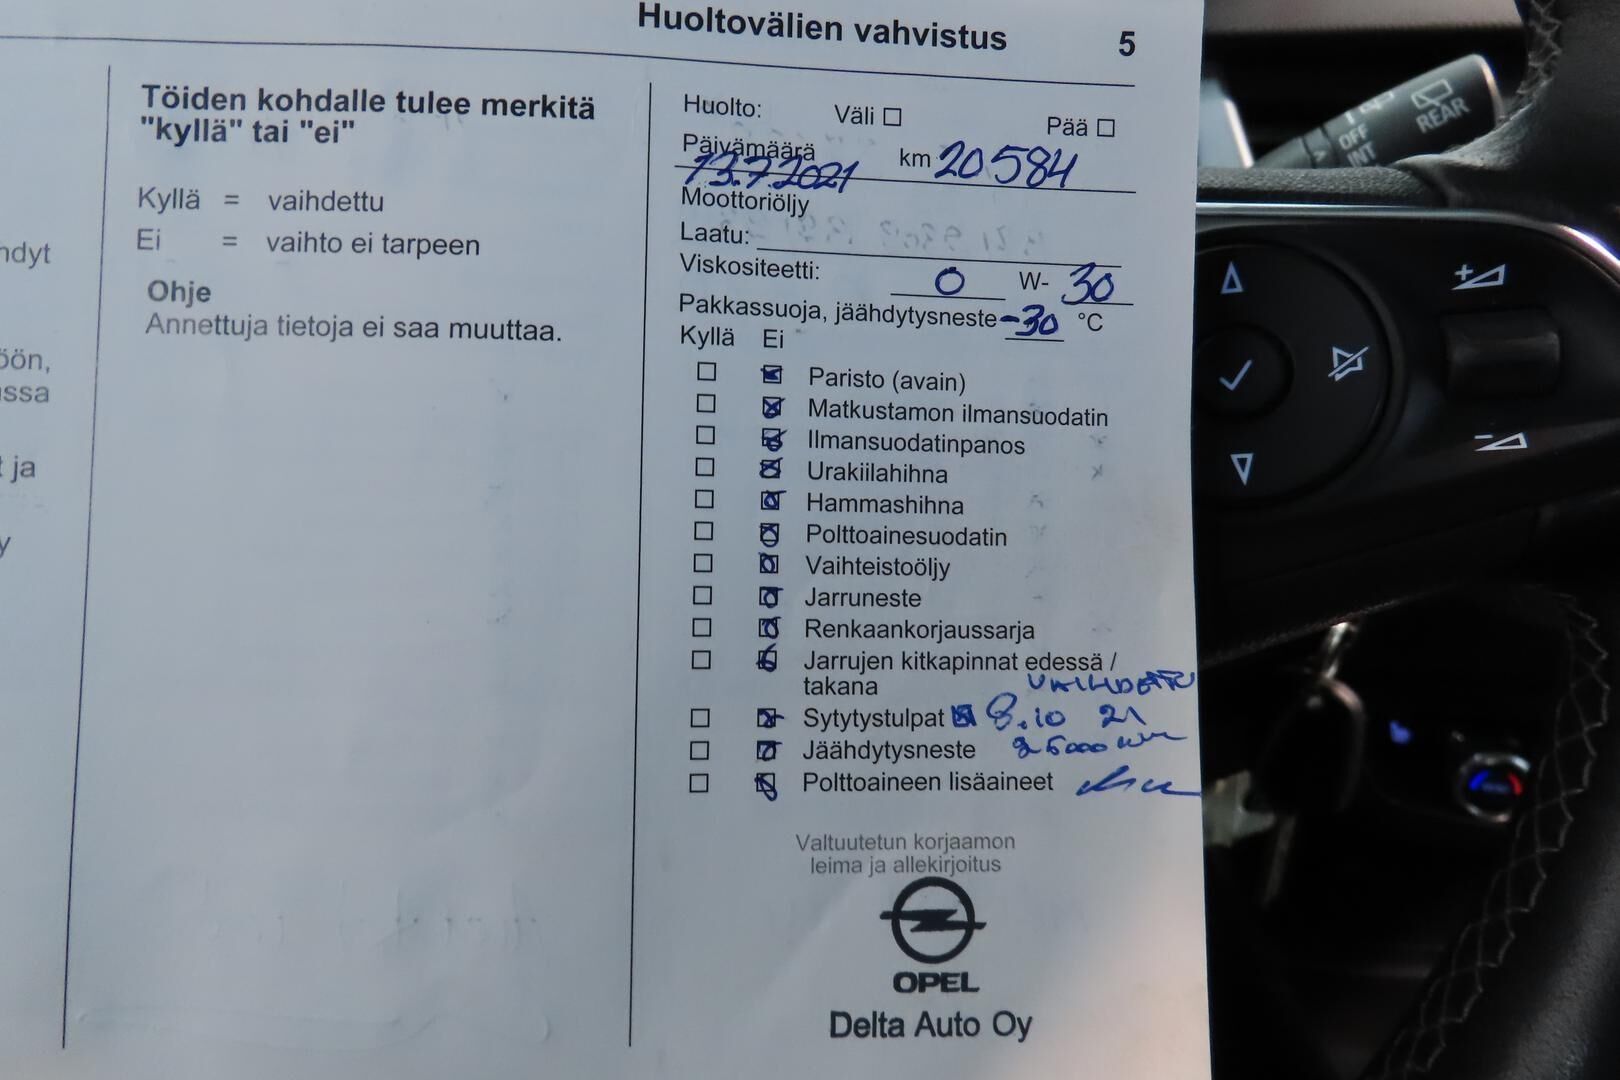 Huoltovälien vahvistus 5
ndyt
öön,
ssa
t ja
y
Töiden kohdalle tulee merkitä
"kyllä" tai "ei"
Kyllä = vaihdettu
Ei = vaihto ei tarpeen
Ohje
Annettuja tietoja ei saa muuttaa.
Huolto: Väli ☐ Pää ☐
Päivämäärä 13.7.2021 km 20584
Moottoriöljy
Laatu:
Viskositeetti: 0 W- 30
Pakkassuoja, jäähdytysneste -30 °C
Kyllä Ei
Paristo (avain)
Matkustamon ilmansuodatin
Ilmansuodatinpanos
Urakiilahihna
Hammashihna
Polttoainesuodatin
Vaihteistoöljy
Jarruneste
Renkaankorjaussarja
Jarrujen kitkapinnat edessä /
takana VAIHDETTU
Sytytystulpat 8.10 21
Jäähdytysneste 25000 km
Polttoaineen lisäaineet
Valtuutetun korjaamon
leima ja allekirjoitus
OPEL
Delta Auto Oy
OFF
INT
REAR